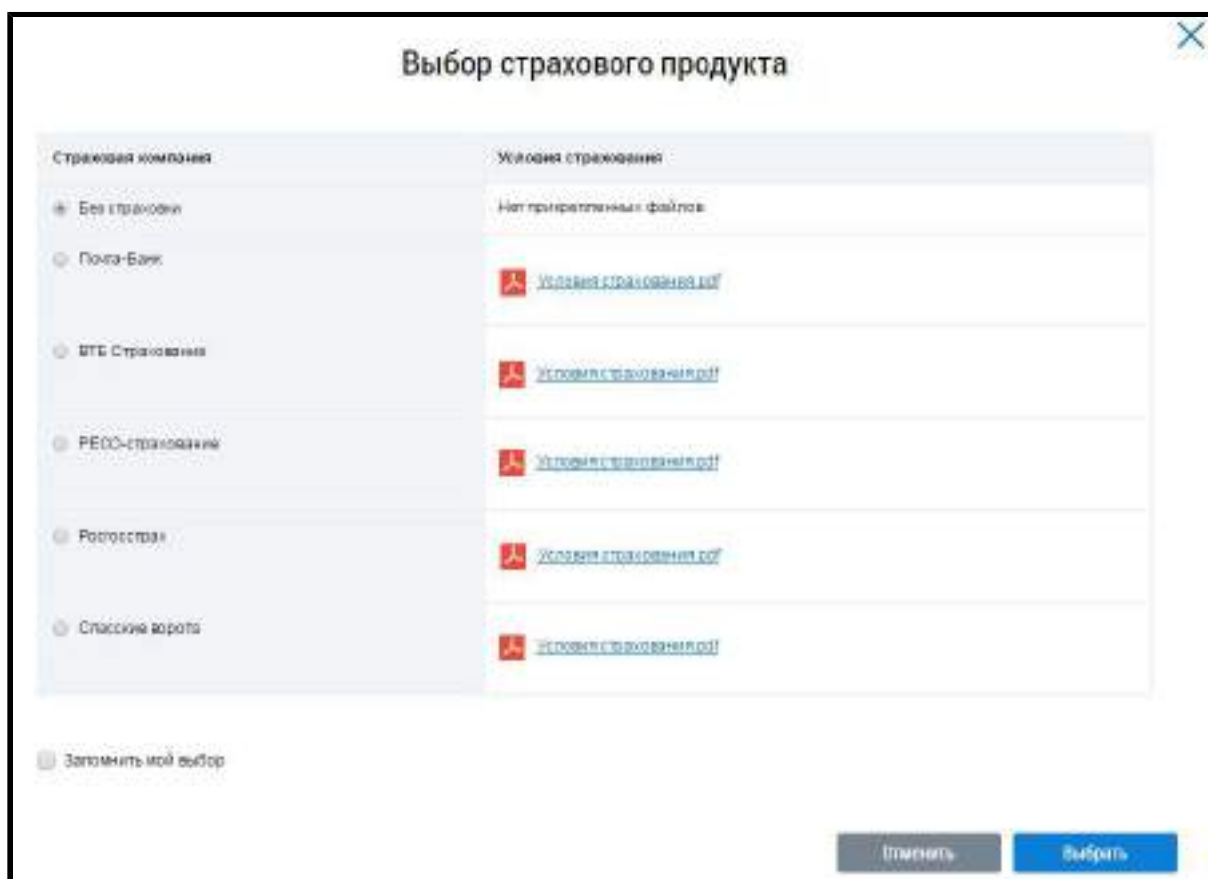 Выбор страхового продукта
Страховая компания Условия страхования
Без страховки Нет прикрепленных файлов
Почта-Банк
Условия страхования.pdf
ВТБ Страхование
Условия страхования.pdf
РЕСО-страхование
Условия страхования.pdf
Росгосстрах
Условия страхования.pdf
Спасские ворота
Условия страхования.pdf
Запомнить мой выбор
Отменить Выбрать